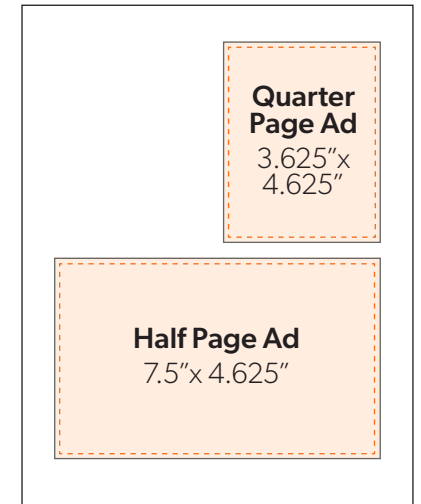 Quarter
Page Ad
3.625”x
4.625”
Half Page Ad
7.5”x 4.625”